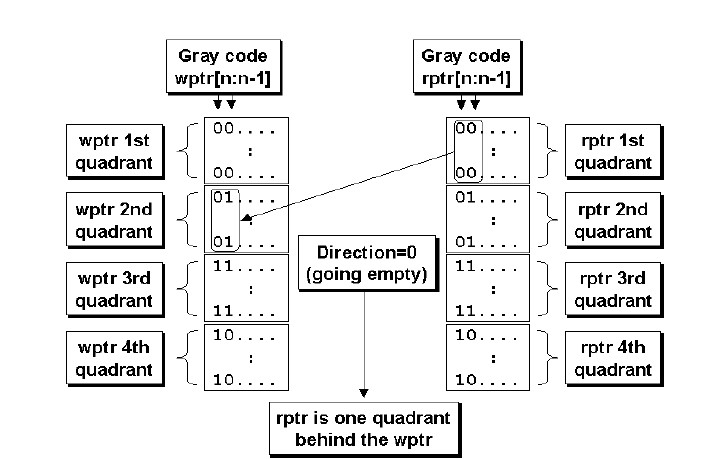 Gray code
wptr[n:n-1]
Gray code
rptr[n:n-1]
wptr 1st
quadrant
00....
:
00....
00....
:
00....
rptr 1st
quadrant
wptr 2nd
quadrant
01....
:
01....
01....
:
01....
rptr 2nd
quadrant
Direction=0
(going empty)
wptr 3rd
quadrant
11....
:
11....
11....
:
11....
rptr 3rd
quadrant
wptr 4th
quadrant
10....
:
10....
10....
:
10....
rptr 4th
quadrant
rptr is one quadrant
behind the wptr